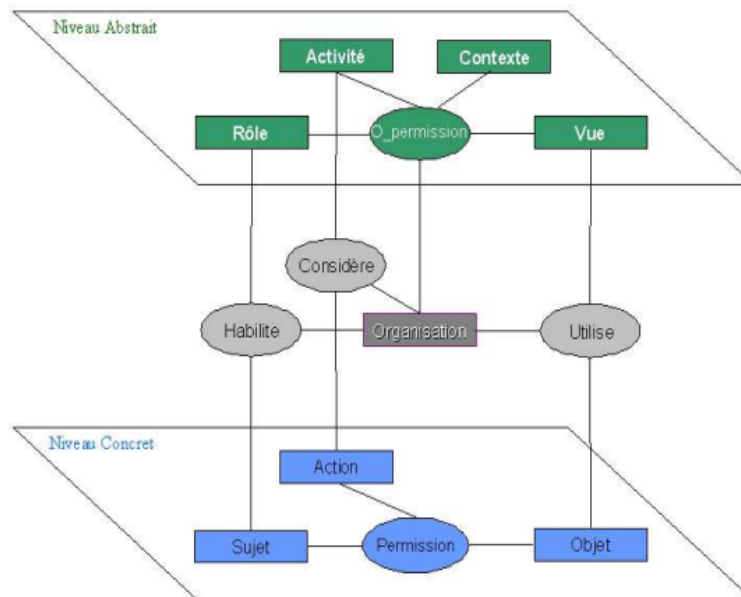 Niveau Abstrait
Activité
Contexte
Rôle
O_permission
Vue
Considère
Habilite
Organisation
Utilise
Niveau Concret
Action
Sujet
Permission
Objet